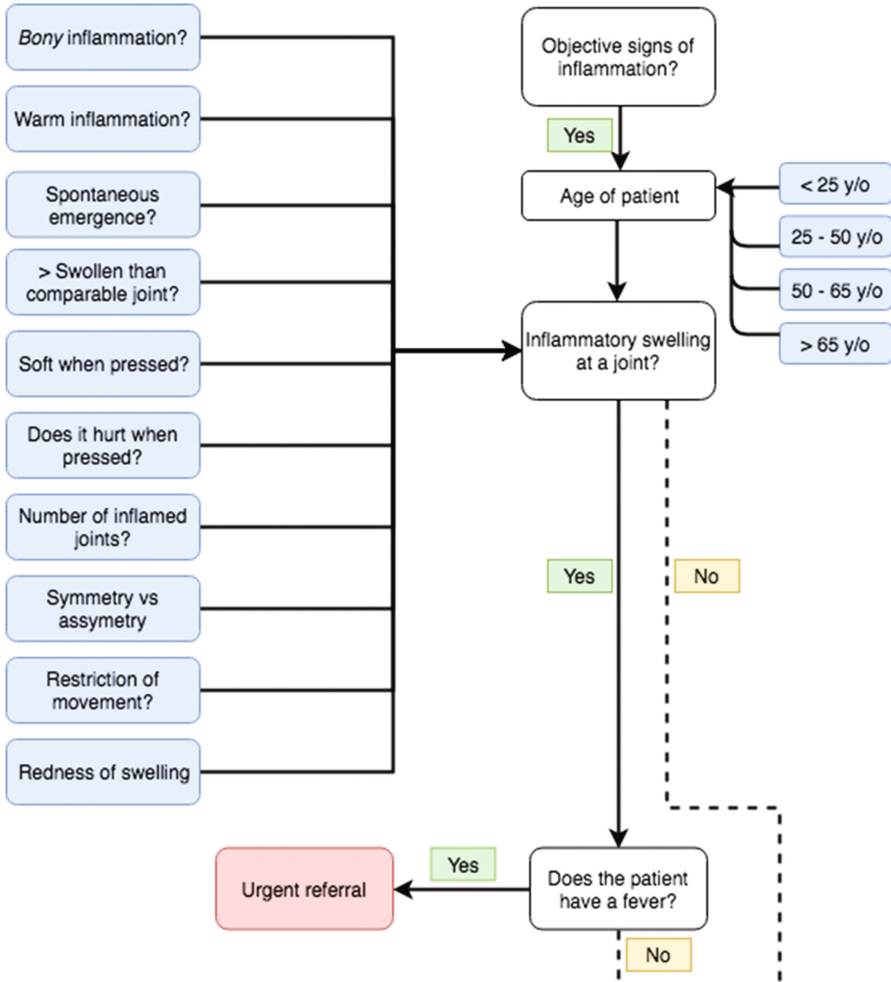 Bony inflammation?
Warm inflammation?
Spontaneous
emergence?
> Swollen than
comparable joint?
Soft when pressed?
Does it hurt when
pressed?
Number of inflamed
joints?
Symmetry vs
assymetry
Restriction of
movement?
Redness of swelling
Objective signs of
inflammation?
Yes
Age of patient
< 25 y/o
25 - 50 y/o
50 - 65 y/o
> 65 y/o
Inflammatory swelling
at a joint?
Yes
No
Does the patient
have a fever?
Yes
Urgent referral
No